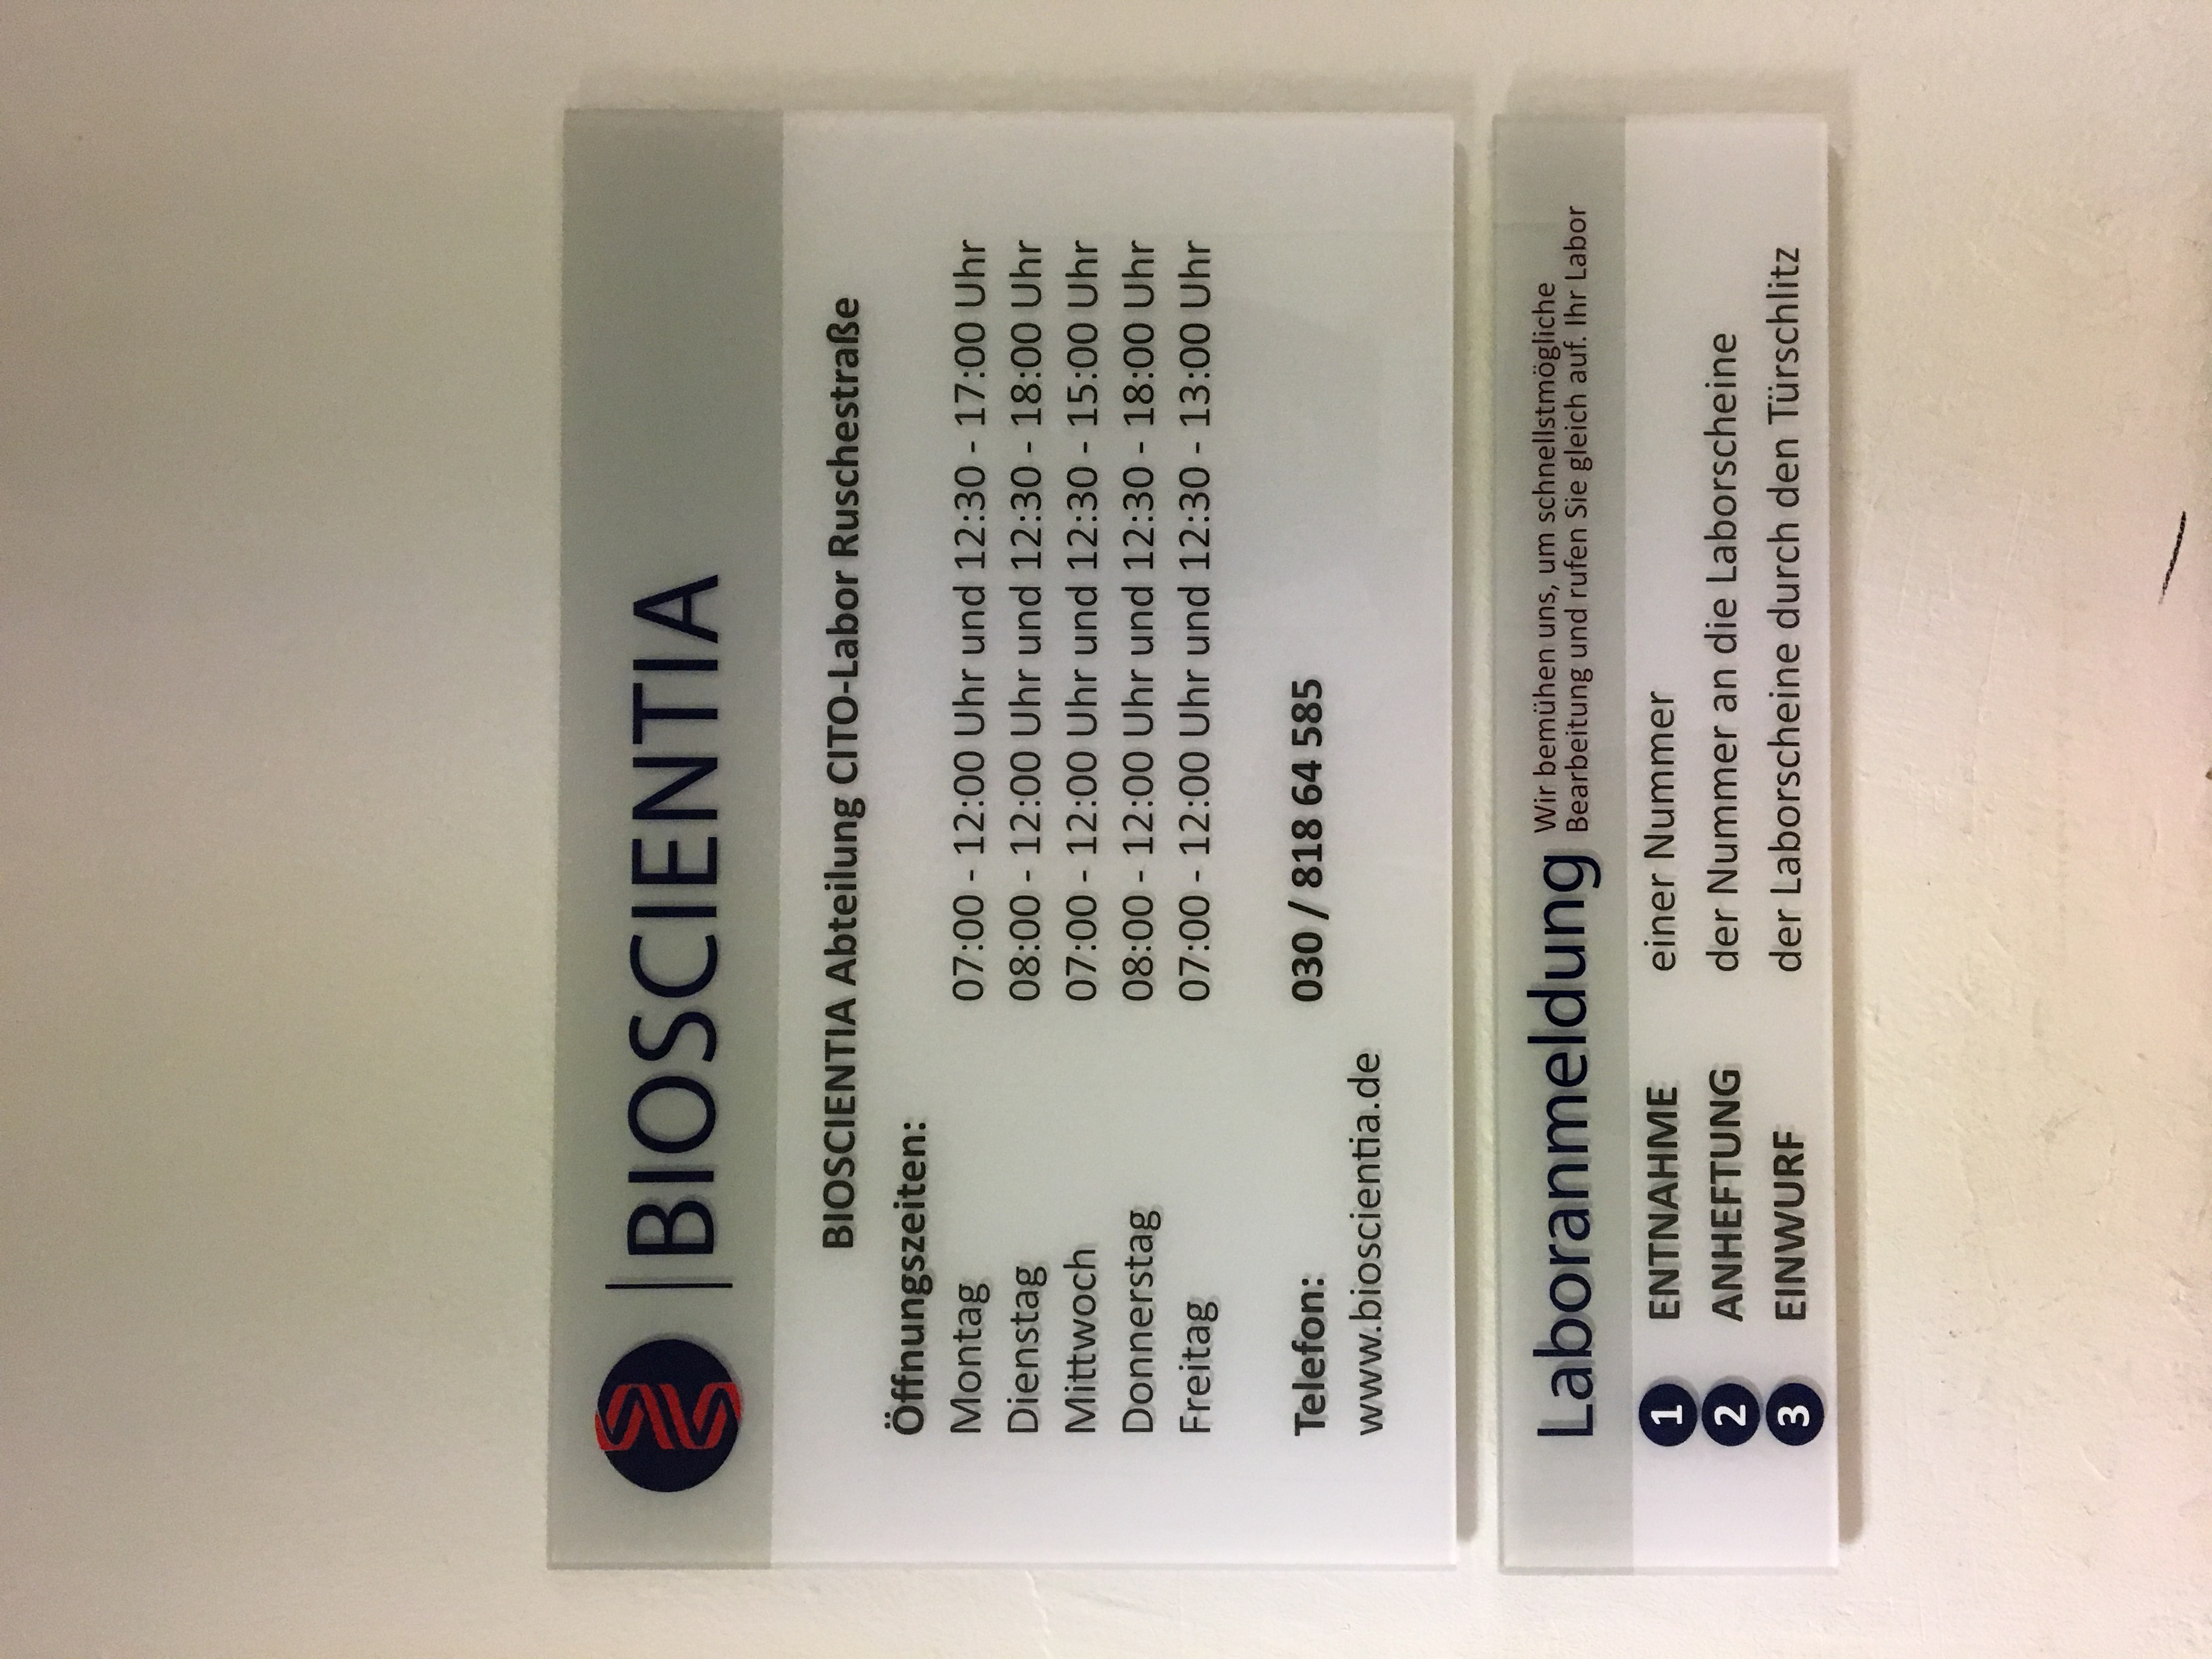 BIOSCIENTIA
BIOSCIENTIA Abteilung CITO-Labor Ruschestraße
Öffnungszeiten:
Montag 07:00 - 12:00 Uhr und 12:30 - 17:00 Uhr
Dienstag 08:00 - 12:00 Uhr und 12:30 - 18:00 Uhr
Mittwoch 07:00 - 12:00 Uhr und 12:30 - 15:00 Uhr
Donnerstag 08:00 - 12:00 Uhr und 12:30 - 18:00 Uhr
Freitag 07:00 - 12:00 Uhr und 12:30 - 13:00 Uhr
Telefon: 030 / 818 64 585
www.bioscientia.de
Laboranmeldung
Wir bemühen uns, um schnellstmögliche
Bearbeitung und rufen Sie gleich auf. Ihr Labor
1 ENTNAHME einer Nummer
2 ANHEFTUNG der Nummer an die Laborscheine
3 EINWURF der Laborscheine durch den Türschlitz